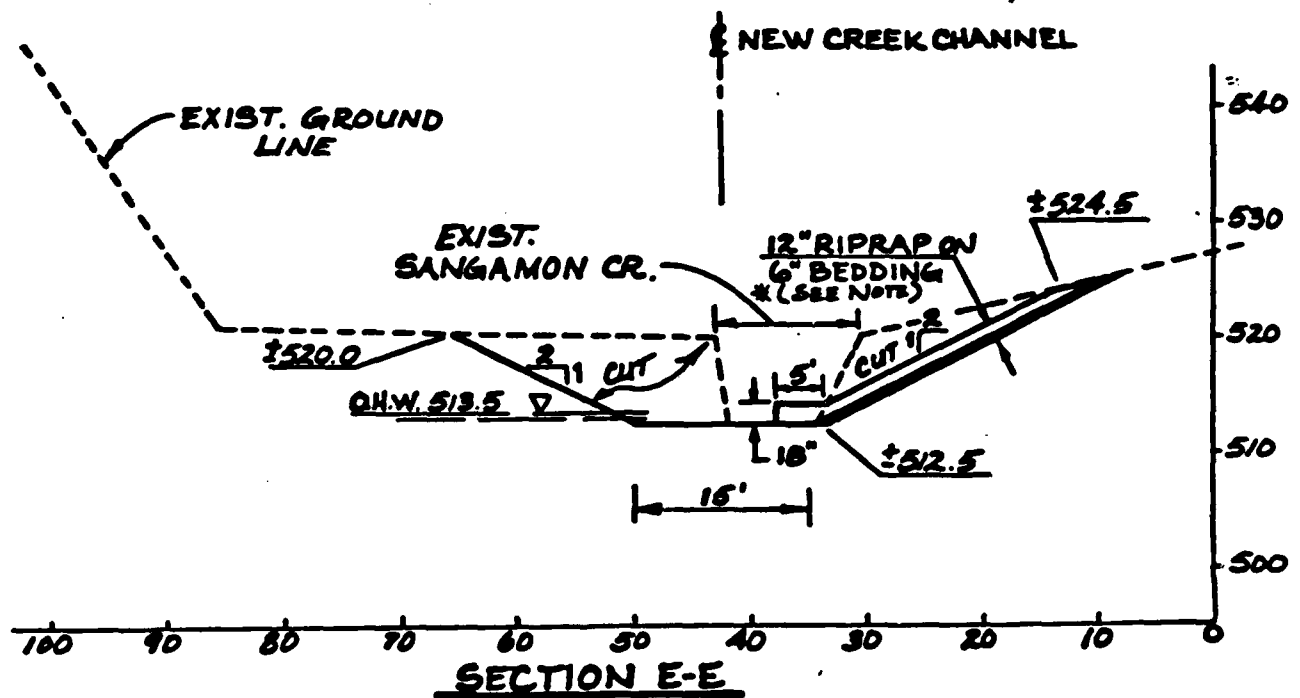 ℄ NEW CREEK CHANNEL
540
EXIST. GROUND
LINE
±524.5
530
EXIST.
SANGAMON CR.
12" RIPRAP ON
6" BEDDING
* (SEE NOTE)
520
±520.0
2
1
CUT
5'
CUT
1
2
O.H.W. 513.5
18"
±512.5
510
15'
500
100 90 80 70 60 50 40 30 20 10 0
SECTION E-E